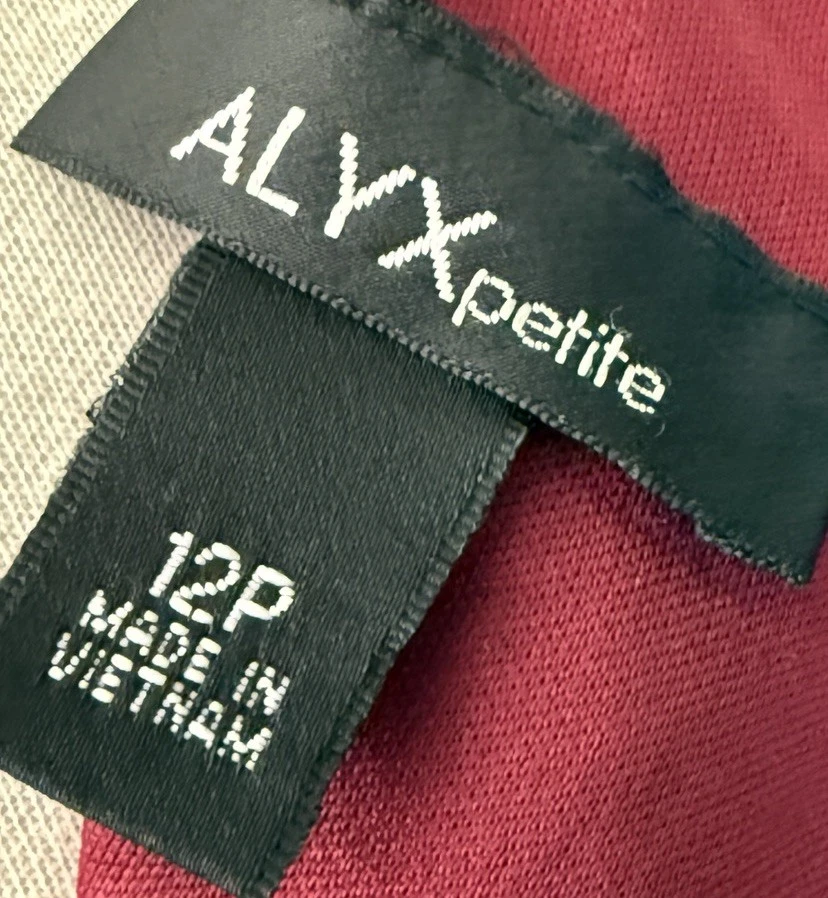 ALYX petite
12P
MADE IN
VIETNAM